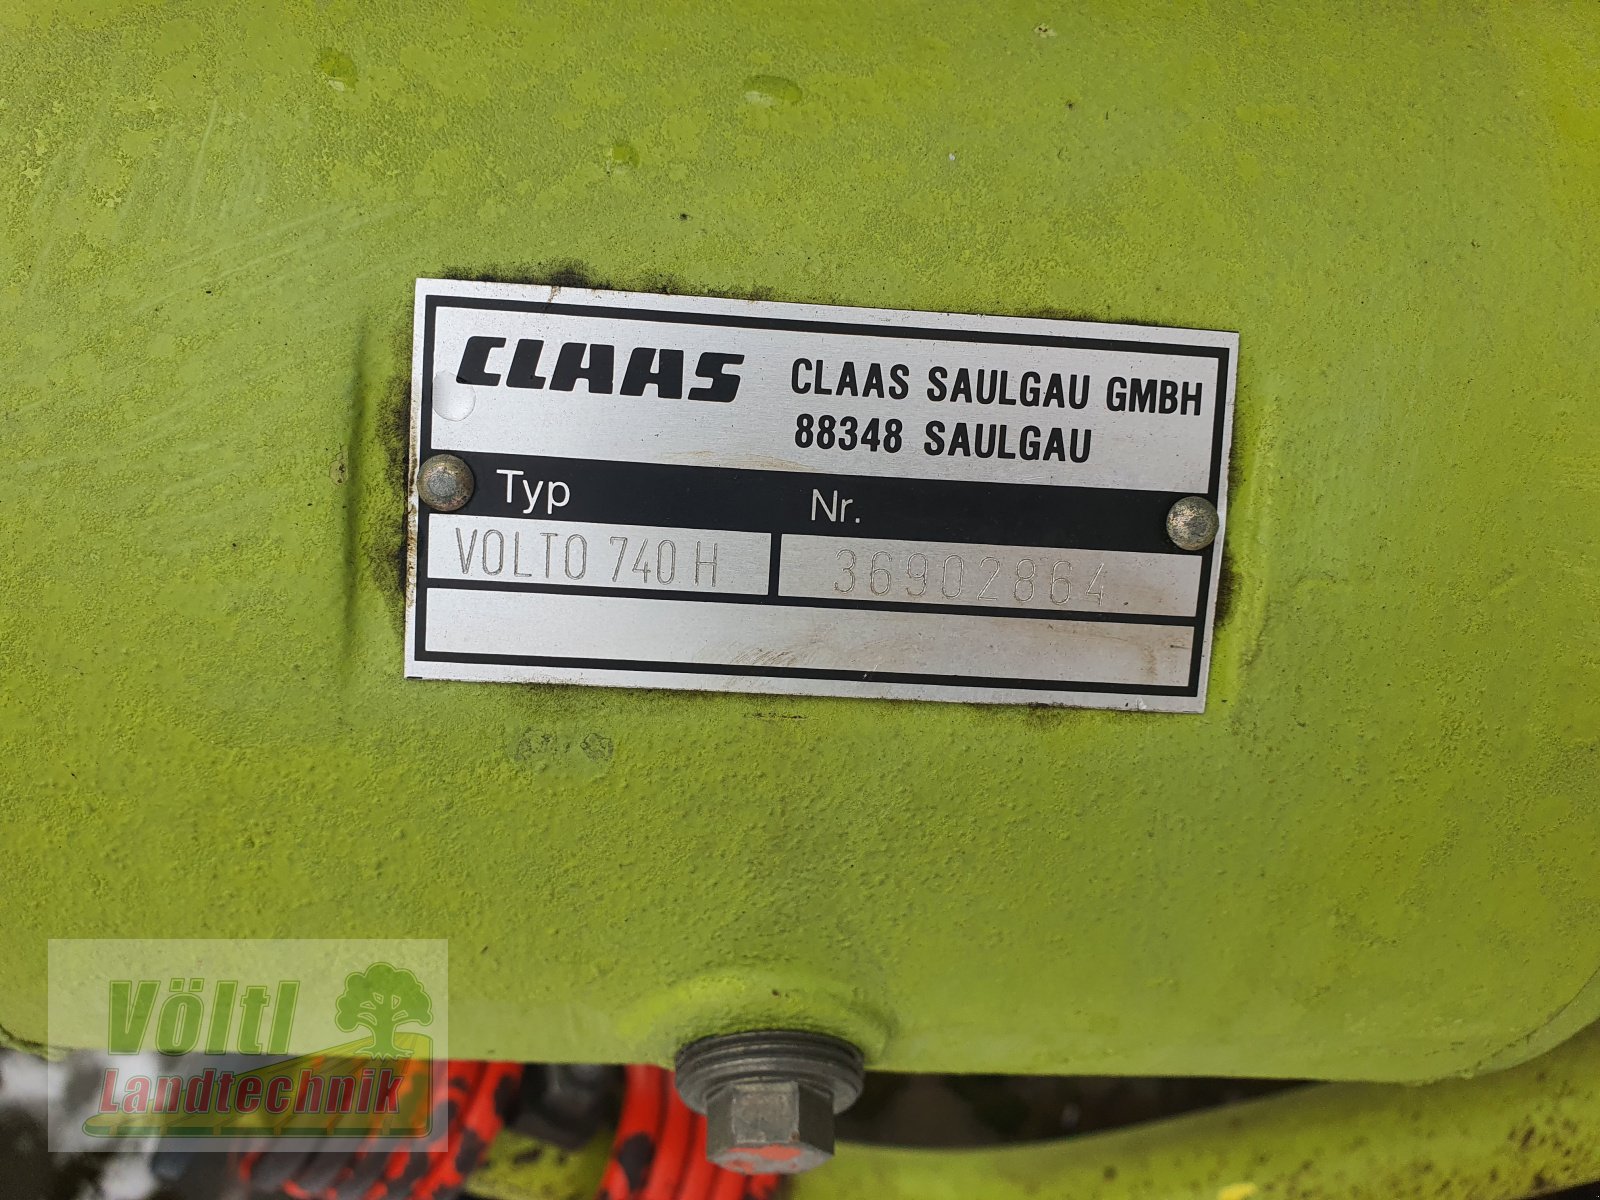 CLAAS CLAAS SAULGAU GMBH
88348 SAULGAU
Typ Nr.
VOLTO 740 H 36902864
Völtl
Landtechnik